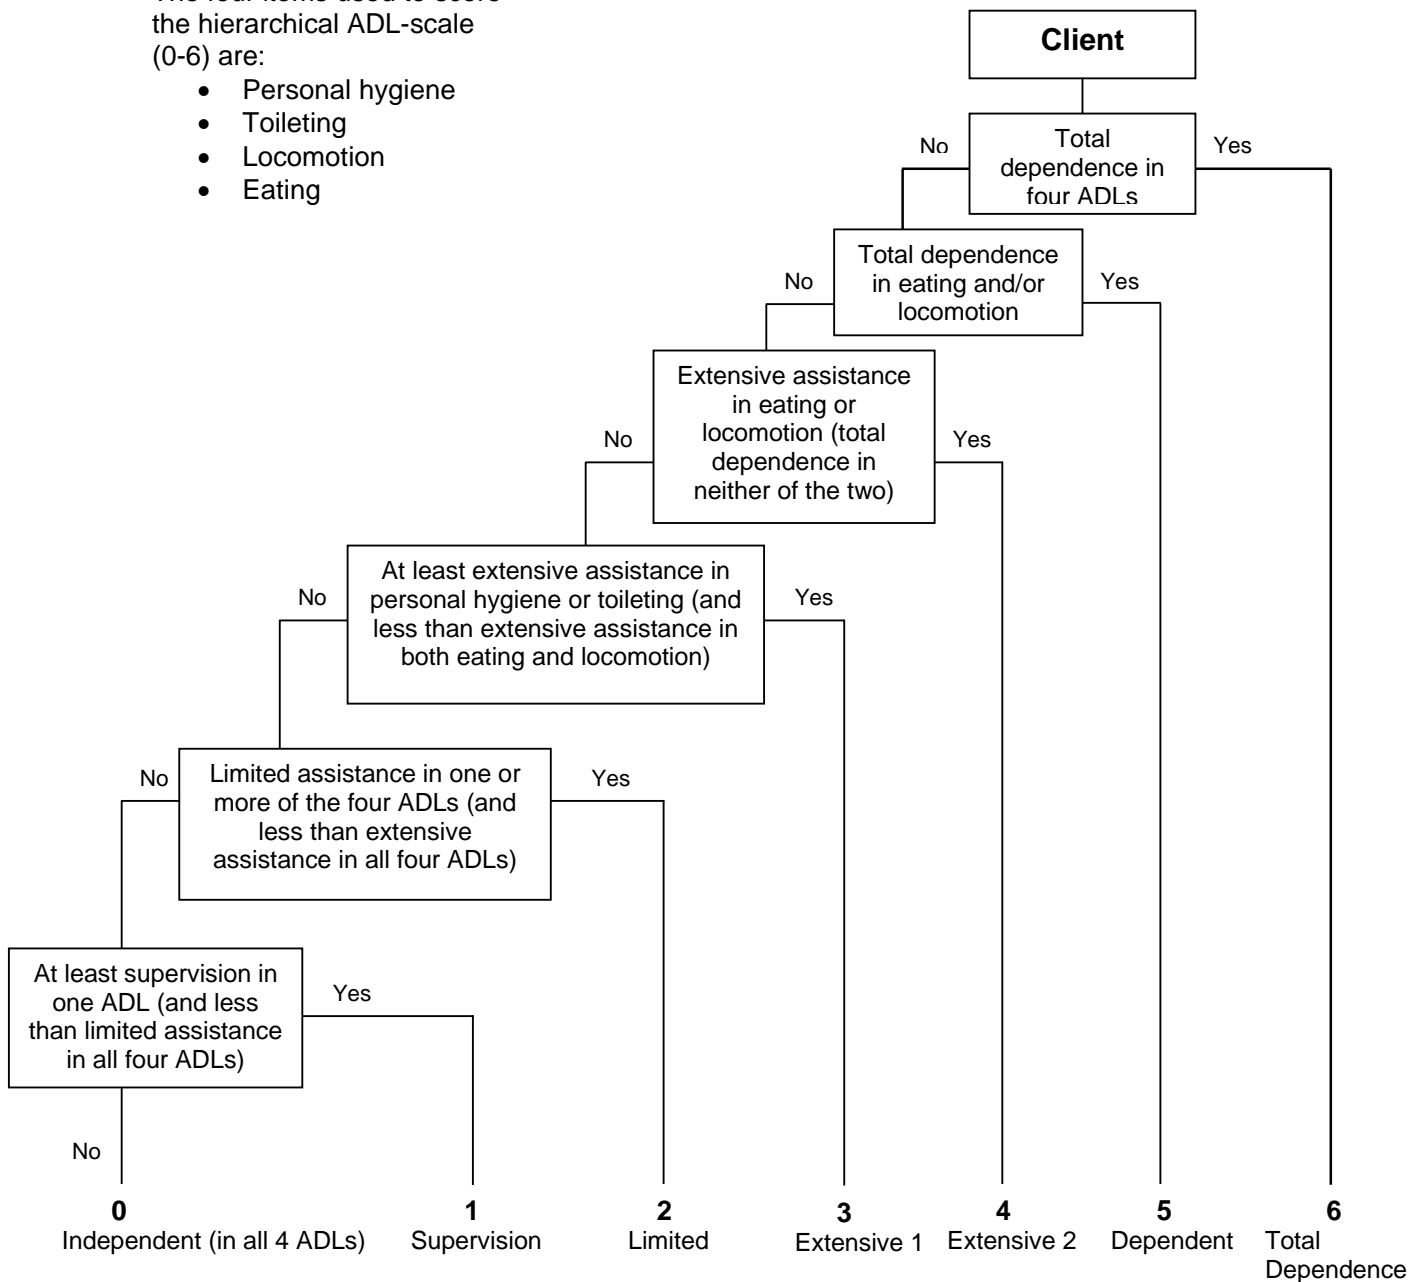 the hierarchical ADL-scale
(0-6) are:
• Personal hygiene
• Toileting
• Locomotion
• Eating
Client
Total
dependence in
four ADLs
No
Yes
Total dependence
in eating and/or
locomotion
No
Yes
Extensive assistance
in eating or
locomotion (total
dependence in
neither of the two)
No
Yes
At least extensive assistance in
personal hygiene or toileting (and
less than extensive assistance in
both eating and locomotion)
No
Yes
Limited assistance in one or
more of the four ADLs (and
less than extensive
assistance in all four ADLs)
No
Yes
At least supervision in
one ADL (and less
than limited assistance
in all four ADLs)
Yes
No
0
Independent (in all 4 ADLs)
1
Supervision
2
Limited
3
Extensive 1
4
Extensive 2
5
Dependent
6
Total
Dependence